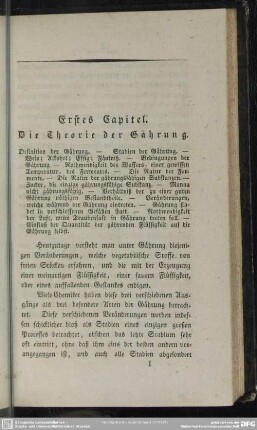 Erstes Capitel.
Die Theorie der Gährung.
Definition der Gährung. — Stadien der Gährung. —
Wein; Alkohol; Essig; Fäulniß. — Bedingungen der
Gährung. — Nothwendigkeit des Wassers, einer gewissen
Temperatur, des Fermentes. — Die Natur der Fer-
mente. — Die Natur der gährungsfähigen Substanzen. —
Zucker, die einzige gährungsfähige Substanz. — Manna
nicht gährungsfähig. — Verhältniß der zu einer guten
Gährung nöthigen Bestandtheile. — Veränderungen,
welche während der Gährung eintreten. — Gährung fin-
det in verschlossenen Gefäßen statt. — Nothwendigkeit
der Luft, wenn Traubensaft in Gährung treten soll. —
Einfluß der Quantität der gährenden Flüssigkeit auf die
Gährung selbst.
Heutzutage versteht man unter Gährung diejeni-
gen Veränderungen, welche vegetabilische Stoffe von
freien Stücken erfahren, und die mit der Erzeugung
einer weinartigen Flüssigkeit, einer sauren Flüssigkeit,
oder eines auffallenden Gestankes endigen.
Viele Chemiker haben diese drei verschiedenen Aus-
gänge als drei besondere Arten der Gährung betrach-
tet. Diese verschiedenen Veränderungen werden indes-
sen schicklicher bloß als Stadien eines einzigen großen
Processes betrachtet, obschon das letzte Stadium sehr
oft eintritt, ohne daß ihm eins der beiden andern vor-
angegangen ist, und auch alle Stadien abgesondert
1